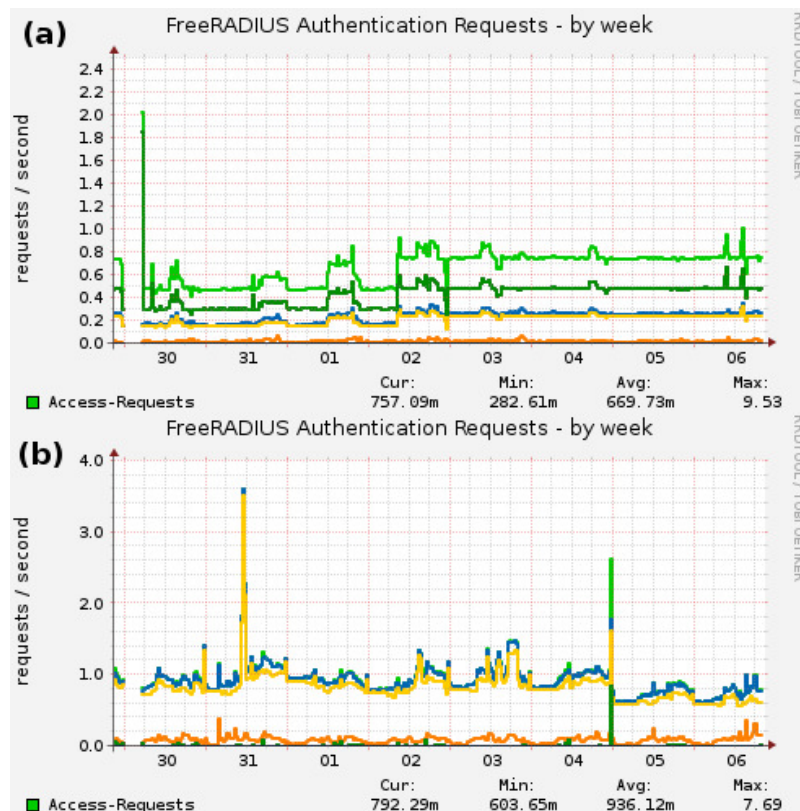 (a)
FreeRADIUS Authentication Requests - by week
requests / second
2.4
2.2
2.0
1.8
1.6
1.4
1.2
1.0
0.8
0.6
0.4
0.2
0.0
30 31 01 02 03 04 05 06
Cur: Min: Avg: Max:
Access-Requests 757.09m 282.61m 669.73m 9.53
(b)
FreeRADIUS Authentication Requests - by week
requests / second
4.0
3.0
2.0
1.0
0.0
30 31 01 02 03 04 05 06
Cur: Min: Avg: Max:
Access-Requests 792.29m 603.65m 936.12m 7.69